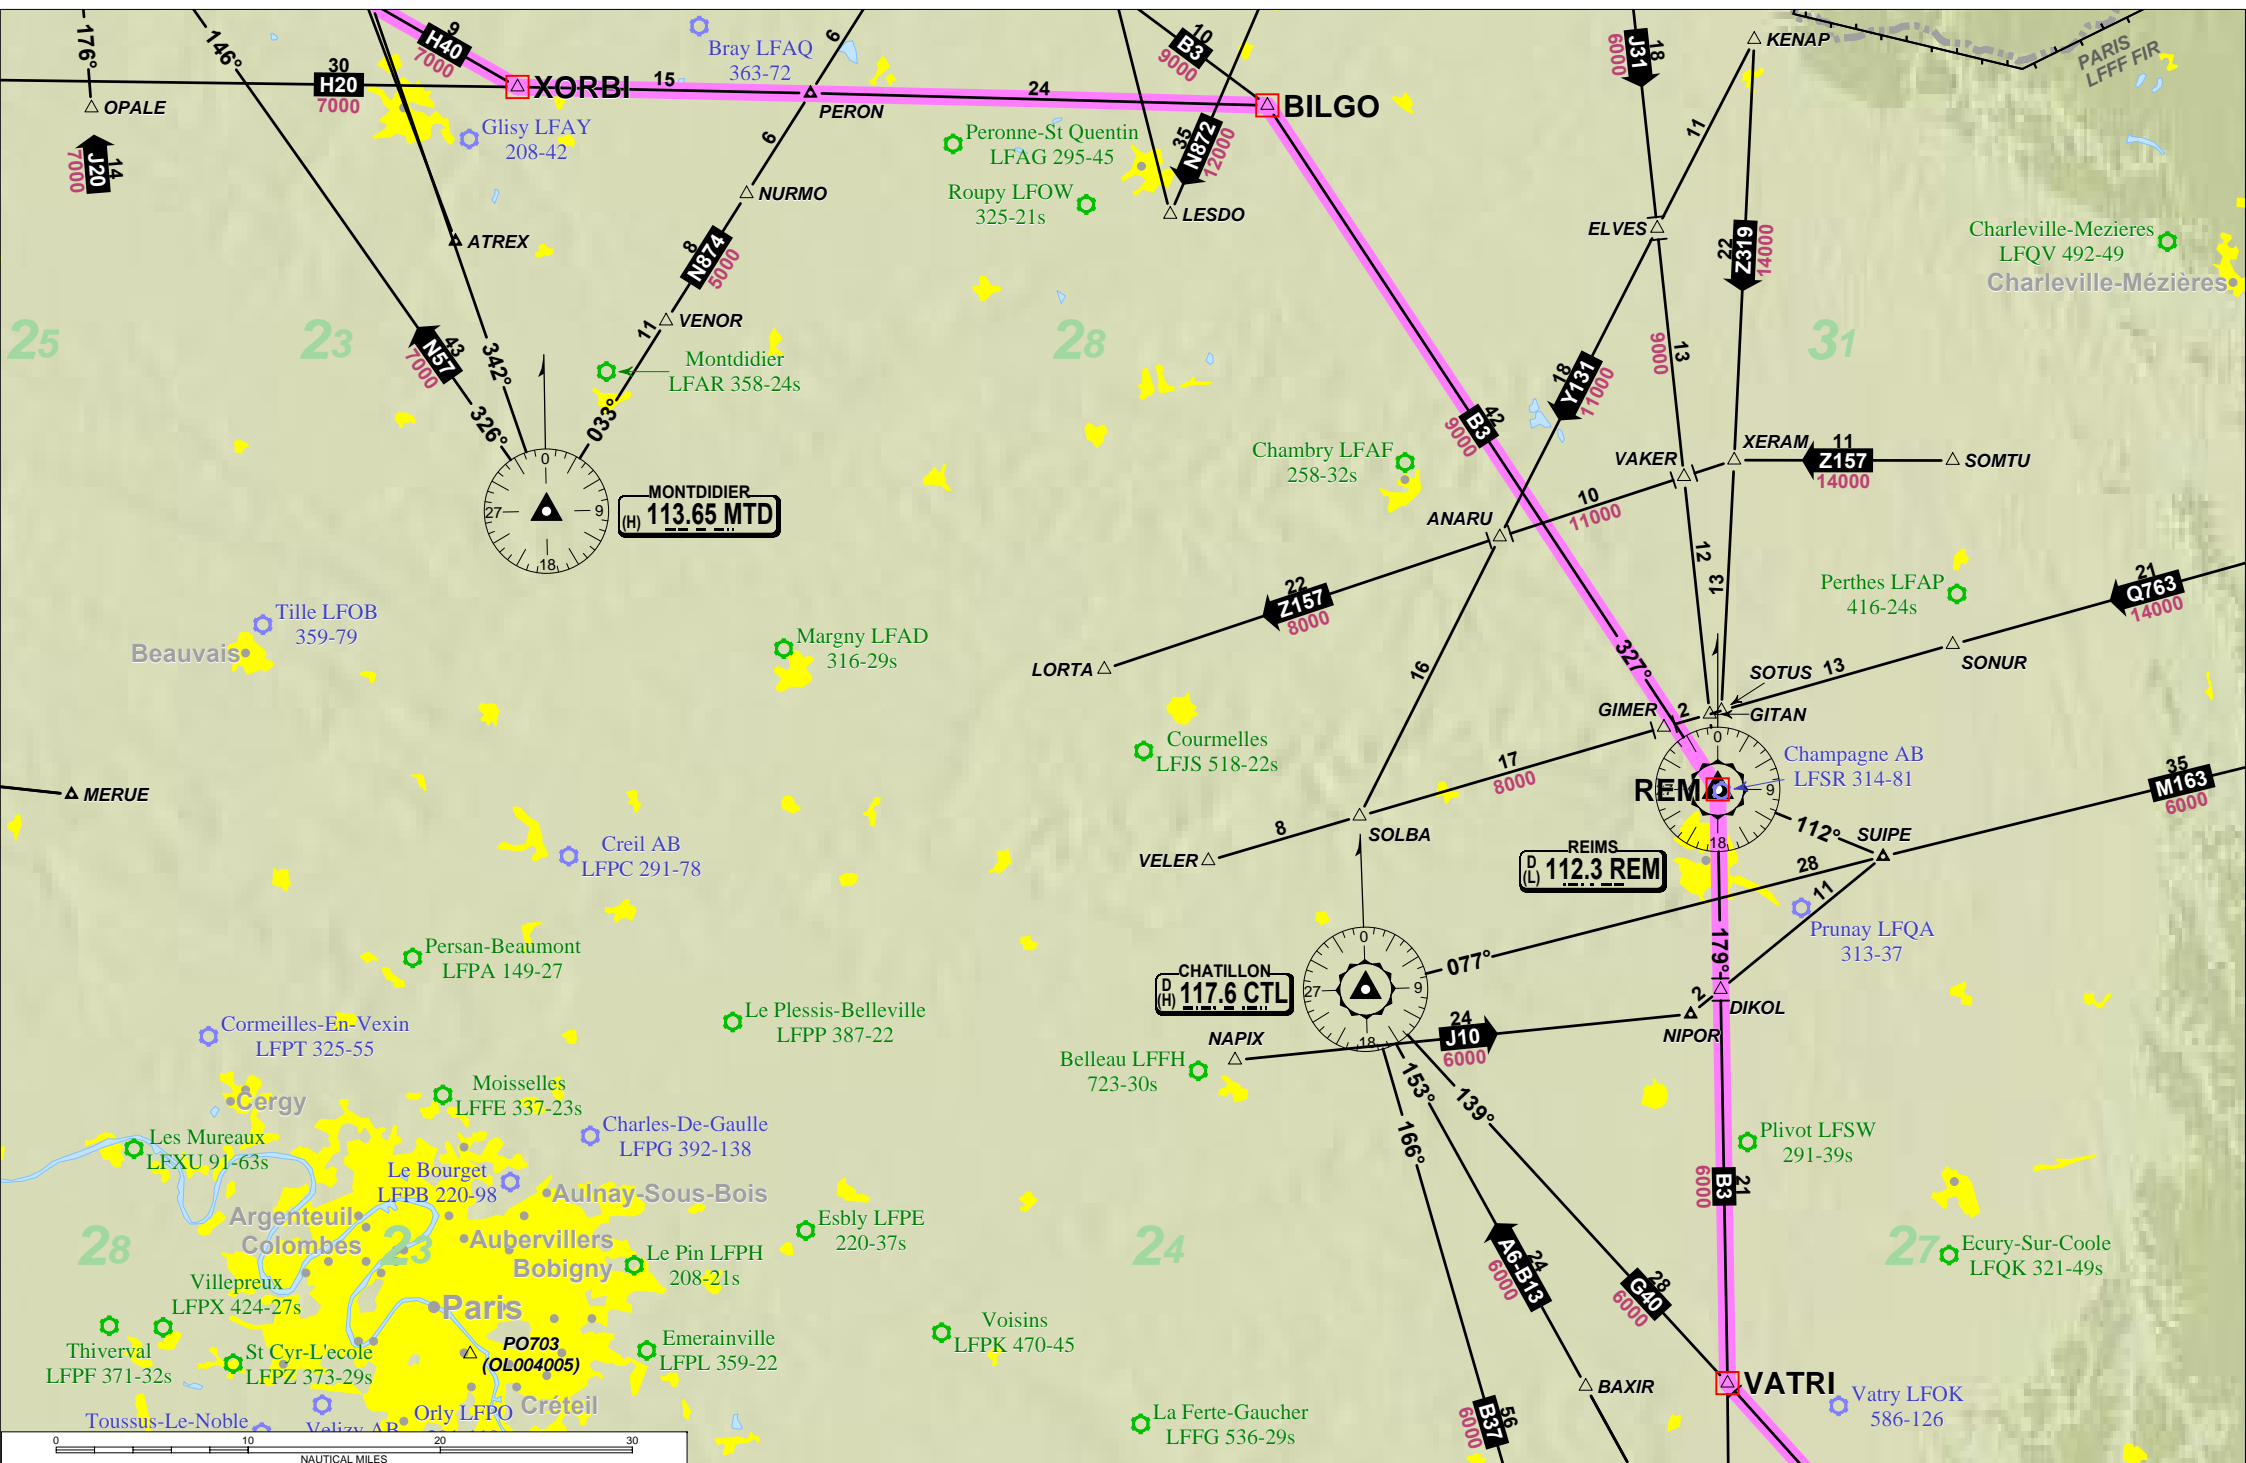 176°
146°
9
H40
7000
30
H20
7000
OPALE
14
J20
7000
XORBI
15
Bray LFAQ
363-72
6
PERON
24
10
B3
9000
BILGO
35
N872
12000
18
J31
6000
KENAP
PARIS
LFFF FIR
Glisy LFAY
208-42
6
NURMO
Peronne-St Quentin
LFAG 295-45
Roupy LFOW
325-21s
LESDO
11
ELVES
22
Z319
14000
Charleville-Mezieres
LFQV 492-49
Charleville-Mézières
ATREX
8
N874
5000
VENOR
11
25
23
28
31
43
N57
7000
342°
326°
033°
Montdidier
LFAR 358-24s
13
9000
18
Y131
11000
42
B3
9000
Chambry LFAF
258-32s
VAKER
XERAM
11
Z157
14000
SOMTU
0
9
18
27
MONTDIDIER
(H) 113.65 MTD
ANARU
10
11000
12
13
22
Z157
8000
Perthes LFAP
416-24s
21
Q763
14000
Tille LFOB
359-79
Beauvais
Margny LFAD
316-29s
LORTA
16
327°
SOTUS
13
SONUR
GIMER
2
GITAN
Courmelles
LFJS 518-22s
17
8000
0
9
18
REM
Champagne AB
LFSR 314-81
35
M163
6000
MERUE
8
SOLBA
VELER
112°
SUIPE
REIMS
D
(L) 112.3 REM
28
11
Creil AB
LFPC 291-78
Prunay LFQA
313-37
Persan-Beaumont
LFPA 149-27
077°
179°
0
9
18
27
CHATILLON
D
(H) 117.6 CTL
2
DIKOL
NIPOR
Cormeilles-En-Vexin
LFPT 325-55
Le Plessis-Belleville
LFPP 387-22
NAPIX
24
J10
6000
Belleau LFFH
723-30s
153°
139°
166°
Cergy
Moisselles
LFFE 337-23s
Charles-De-Gaulle
LFPG 392-138
Les Mureaux
LFXU 91-63s
Plivot LFSW
291-39s
Le Bourget
LFPB 220-98
Aulnay-Sous-Bois
21
B3
6000
Argenteuil
Colombes
Aubervilliers
Bobigny
28
23
24
27
Esbly LFPE
220-37s
Le Pin LFPH
208-21s
Ecury-Sur-Coole
LFQK 321-49s
24
A6-B13
6000
28
G40
6000
Villepreux
LFPX 424-27s
Paris
Thiverval
LFPF 371-32s
St Cyr-L'ecole
LFPZ 373-29s
PO703
(OL004005)
Emerainville
LFPL 359-22
Voisins
LFPK 470-45
BAXIR
VATRI
Vatry LFOK
586-126
Toussus-Le-Noble
Velizy AB
Orly LFPO
Créteil
La Ferte-Gaucher
LFFG 536-29s
56
B37
6000
0
10
20
30
NAUTICAL MILES